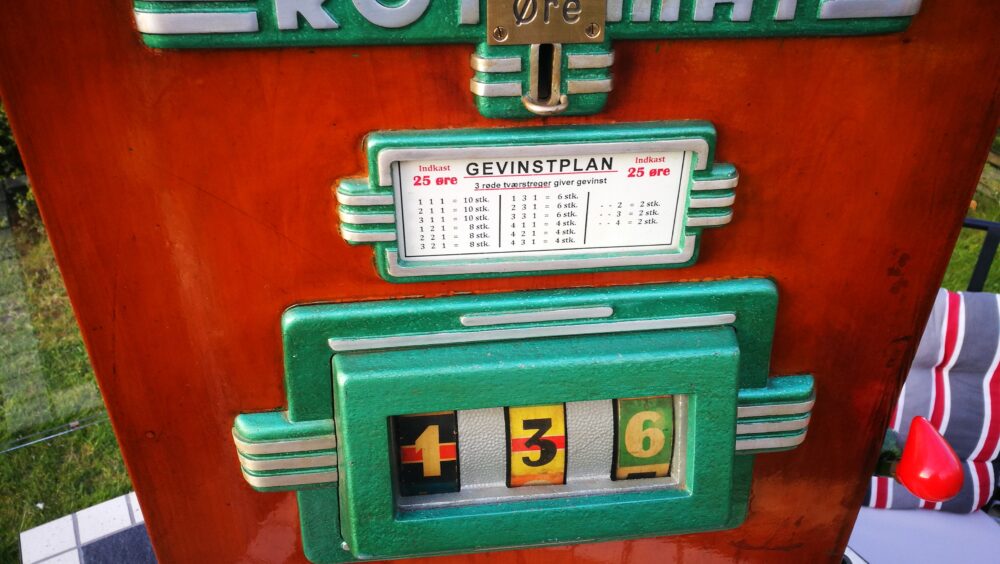 Øre
Indkast
25 øre
GEVINSTPLAN
3 røde tværstreger giver gevinst
Indkast
25 øre
1 1 1 = 10 stk.
2 1 1 = 10 stk.
3 1 1 = 10 stk.
1 2 1 = 8 stk.
2 2 1 = 8 stk.
3 2 1 = 8 stk.
1 3 1 = 6 stk.
2 3 1 = 6 stk.
3 3 1 = 6 stk.
4 1 1 = 4 stk.
4 2 1 = 4 stk.
4 3 1 = 4 stk.
- - 2 = 2 stk.
- - 3 = 2 stk.
- - 4 = 2 stk.
1 3 6